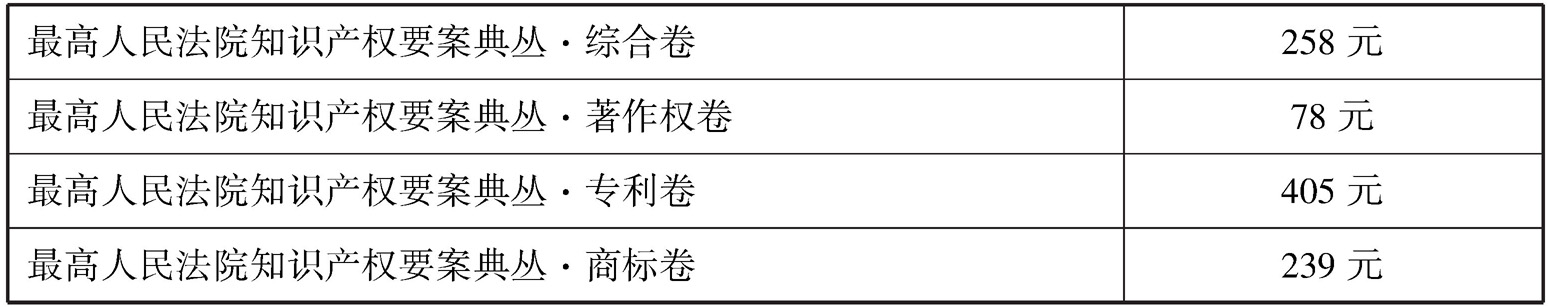 最高人民法院知识产权要案典丛·综合卷 258 元
最高人民法院知识产权要案典丛·著作权卷 78 元
最高人民法院知识产权要案典丛·专利卷 405 元
最高人民法院知识产权要案典丛·商标卷 239 元